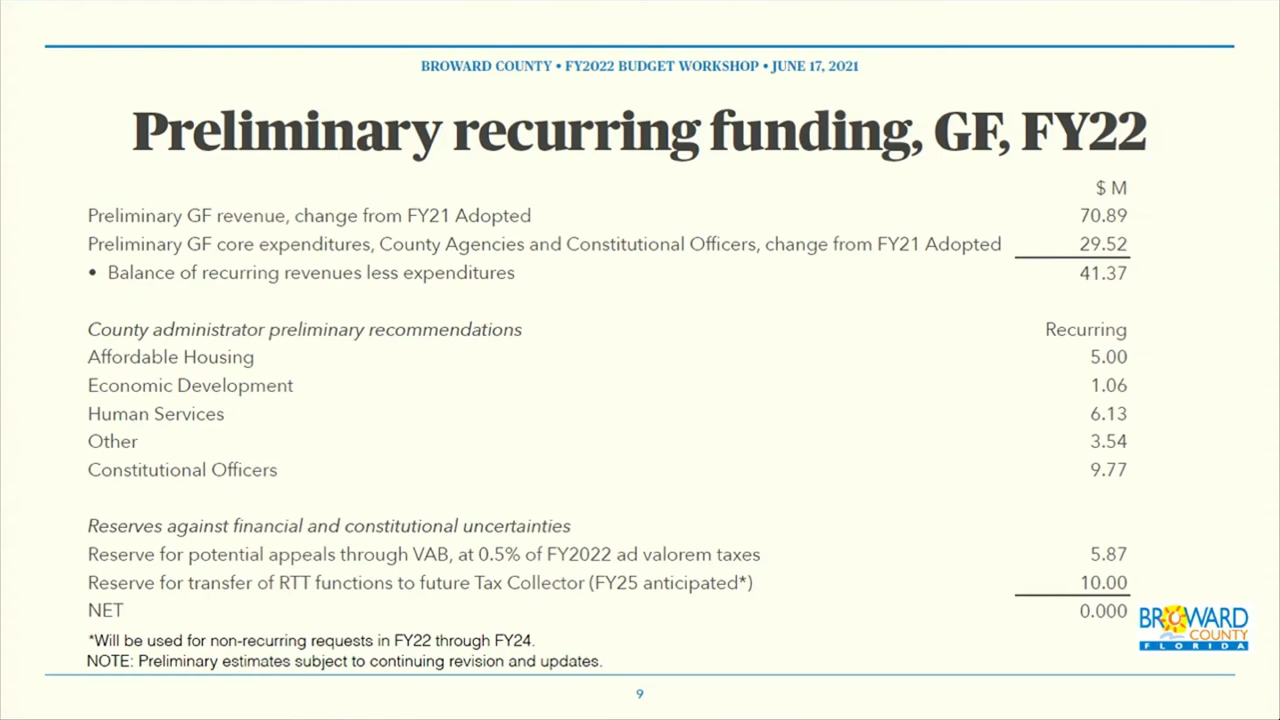 BROWARD COUNTY • FY2022 BUDGET WORKSHOP • JUNE 17, 2021
Preliminary recurring funding, GF, FY22
$ M
Preliminary GF revenue, change from FY21 Adopted 70.89
Preliminary GF core expenditures, County Agencies and Constitutional Officers, change from FY21 Adopted 29.52
• Balance of recurring revenues less expenditures 41.37
County administrator preliminary recommendations Recurring
Affordable Housing 5.00
Economic Development 1.06
Human Services 6.13
Other 3.54
Constitutional Officers 9.77
Reserves against financial and constitutional uncertainties
Reserve for potential appeals through VAB, at 0.5% of FY2022 ad valorem taxes 5.87
Reserve for transfer of RTT functions to future Tax Collector (FY25 anticipated*) 10.00
NET 0.000
*Will be used for non-recurring requests in FY22 through FY24.
NOTE: Preliminary estimates subject to continuing revision and updates.
BROWARD
COUNTY
FLORIDA
9